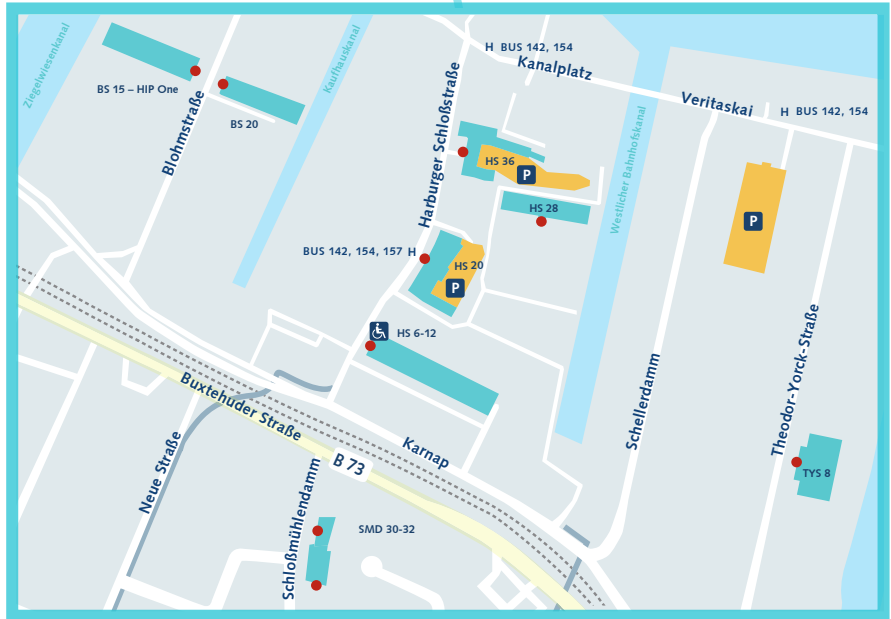 H BUS 142, 154
Kanalplatz
Ziegelwiesenkanal
Kaufhauskanal
BS 15 – HIP One
BS 20
Blohmstraße
Harburger Schloßstraße
Veritaskai
H BUS 142, 154
HS 36
P
HS 28
Westlicher Bahnhofskanal
P
BUS 142, 154, 157 H
HS 20
P
HS 6-12
Buxtehuder Straße
Karnap
B 73
Schellerdamm
Theodor-Yorck-Straße
TYS 8
Neue Straße
Schloßmühlendamm
SMD 30-32